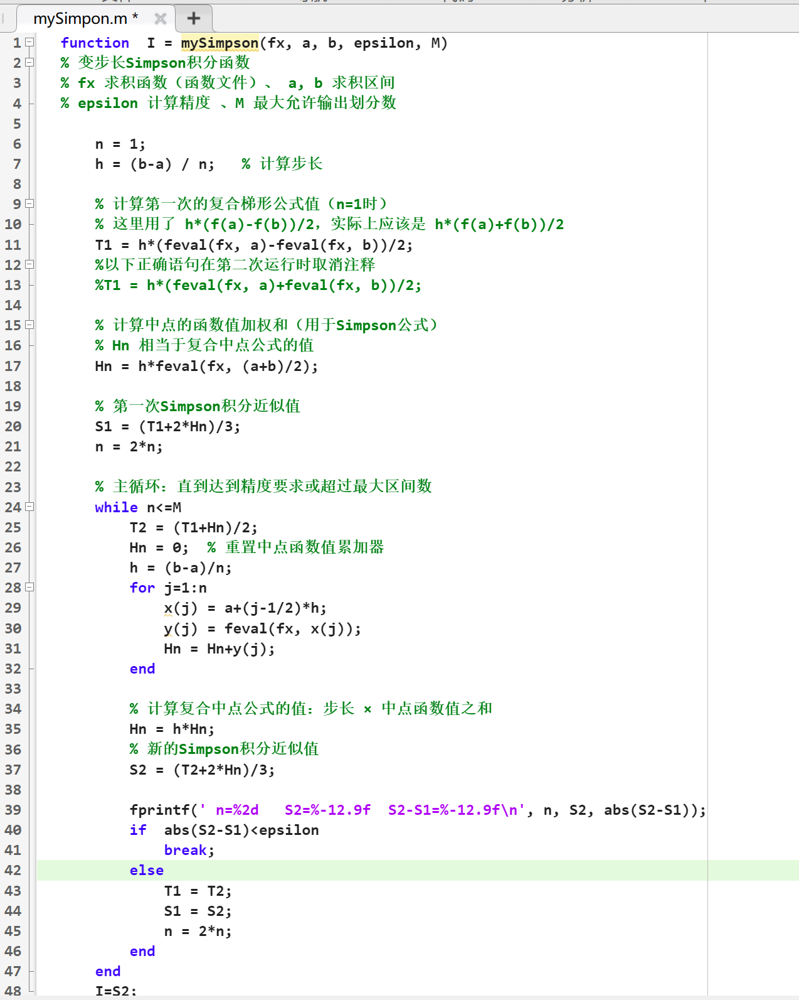 mySimpon.m *
1 function  I = mySimpson(fx, a, b, epsilon, M)
2 % 变步长Simpson积分函数
3 % fx 求积函数（函数文件）、 a, b 求积区间
4 % epsilon 计算精度 、M 最大允许输出划分数
5
6 n = 1;
7 h = (b-a) / n;   % 计算步长
8
9 % 计算第一次的复合梯形公式值（n=1时）
10 % 这里用了 h*(f(a)-f(b))/2，实际上应该是 h*(f(a)+f(b))/2
11 T1 = h*(feval(fx, a)-feval(fx, b))/2;
12 %以下正确语句在第二次运行时取消注释
13 %T1 = h*(feval(fx, a)+feval(fx, b))/2;
14
15 % 计算中点的函数值加权和（用于Simpson公式）
16 % Hn 相当于复合中点公式的值
17 Hn = h*feval(fx, (a+b)/2);
18
19 % 第一次Simpson积分近似值
20 S1 = (T1+2*Hn)/3;
21 n = 2*n;
22
23 % 主循环：直到达到精度要求或超过最大区间数
24 while n<=M
25 T2 = (T1+Hn)/2;
26 Hn = 0;  % 重置中点函数值累加器
27 h = (b-a)/n;
28 for j=1:n
29 x(j) = a+(j-1/2)*h;
30 y(j) = feval(fx, x(j));
31 Hn = Hn+y(j);
32 end
33
34 % 计算复合中点公式的值：步长 × 中点函数值之和
35 Hn = h*Hn;
36 % 新的Simpson积分近似值
37 S2 = (T2+2*Hn)/3;
38
39 fprintf(' n=%2d   S2=%-12.9f  S2-S1=%-12.9f\n', n, S2, abs(S2-S1));
40 if  abs(S2-S1)<epsilon
41 break;
42 else
43 T1 = T2;
44 S1 = S2;
45 n = 2*n;
46 end
47 end
48 I=S2;